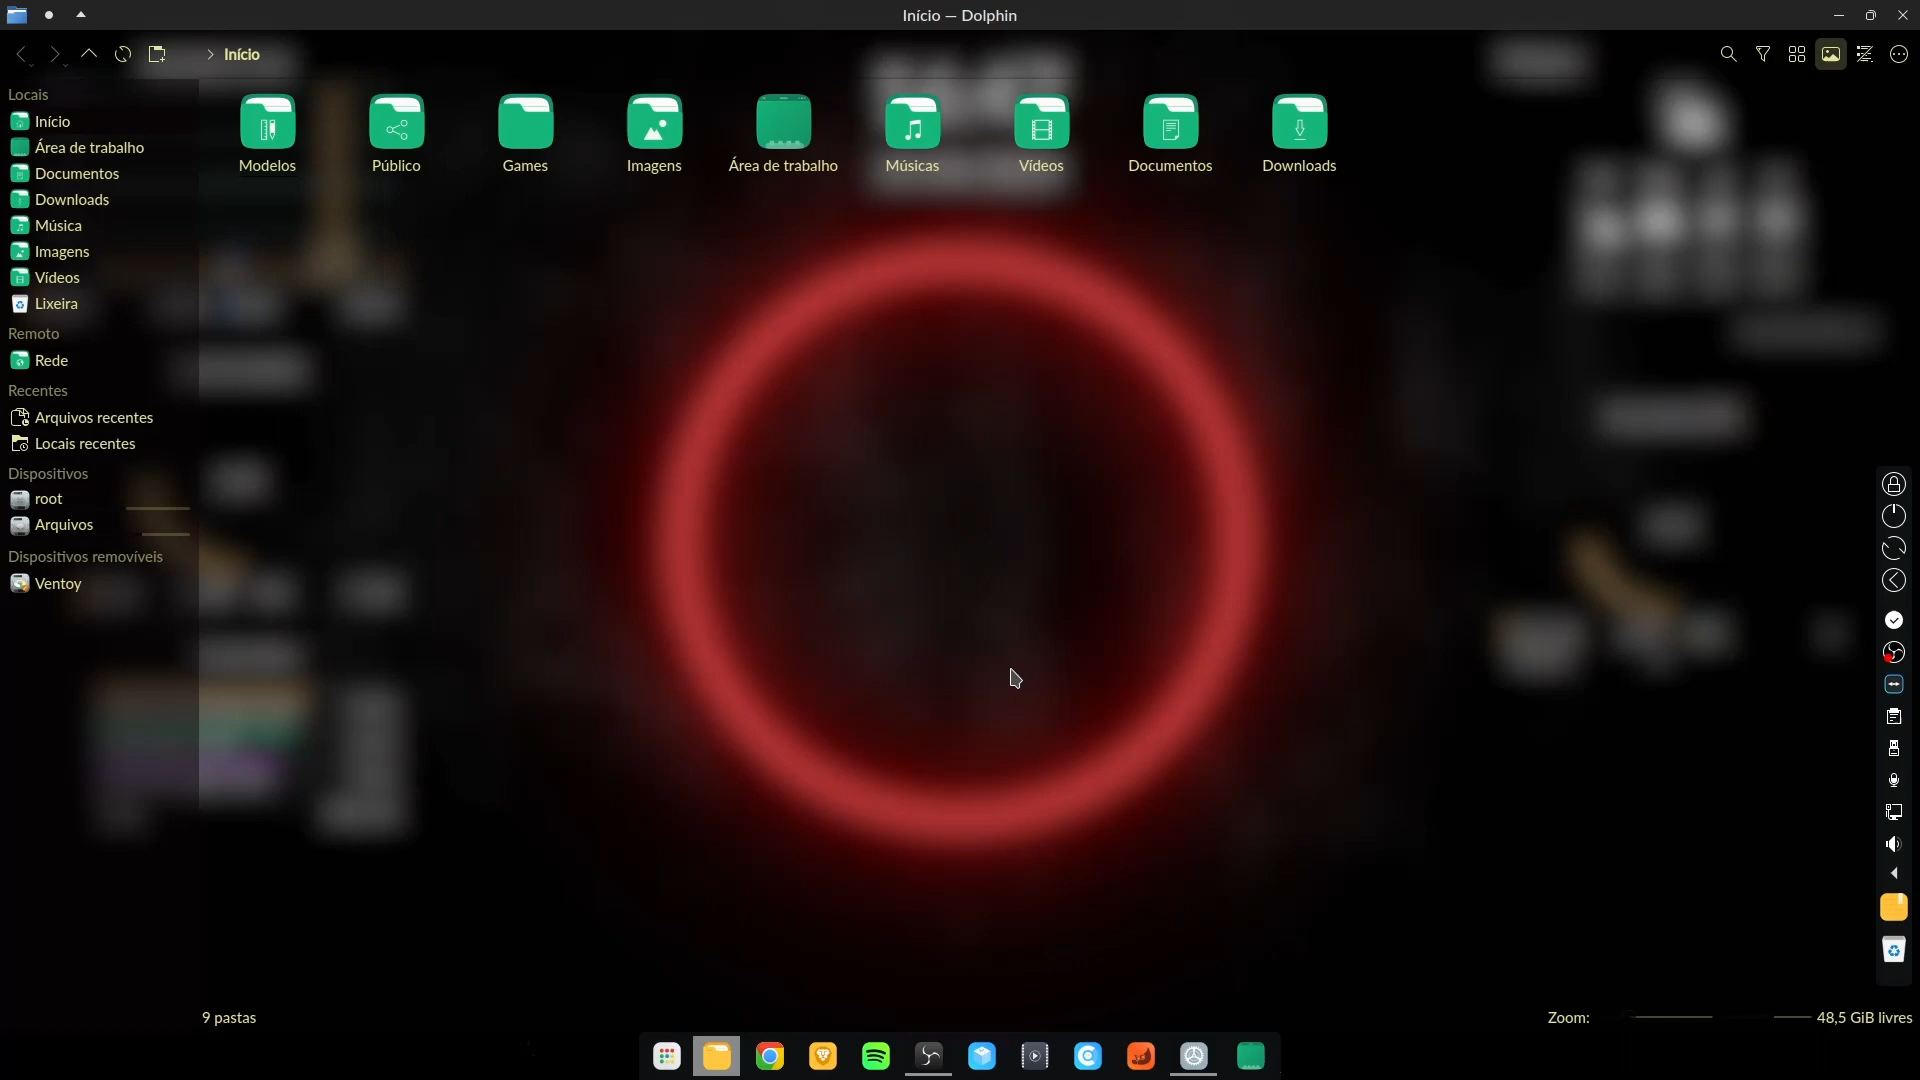 Início — Dolphin
Início
Locais
Início
Área de trabalho
Documentos
Downloads
Música
Imagens
Vídeos
Lixeira
Remoto
Rede
Recentes
Arquivos recentes
Locais recentes
Dispositivos
root
Arquivos
Dispositivos removíveis
Ventoy
Modelos
Público
Games
Imagens
Área de trabalho
Músicas
Vídeos
Documentos
Downloads
9 pastas
Zoom:
48,5 GiB livres